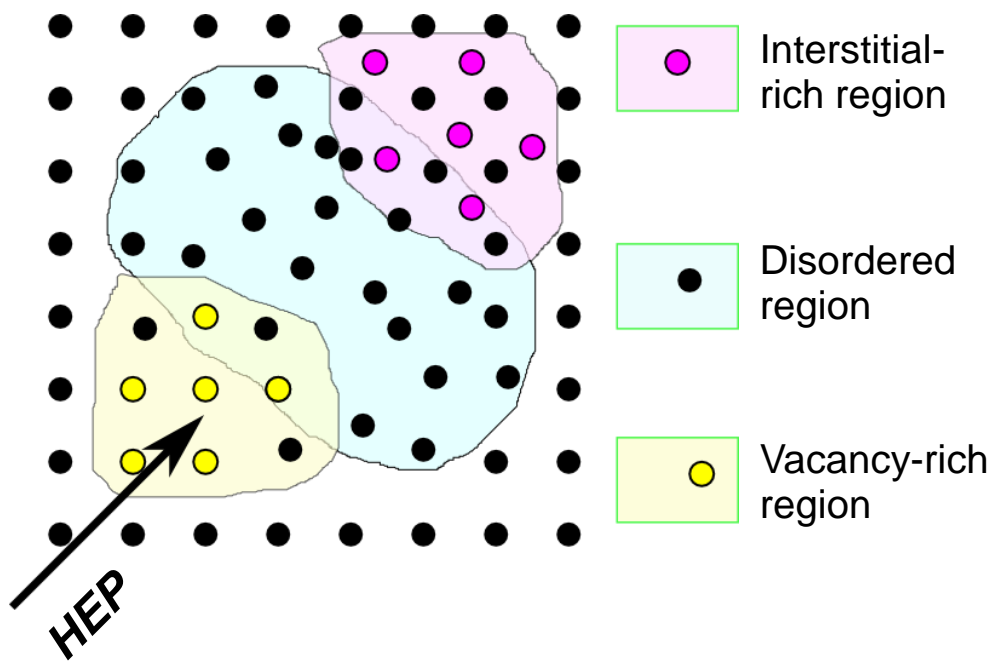 Interstitial-
rich region
Disordered
region
Vacancy-rich
region
HEP